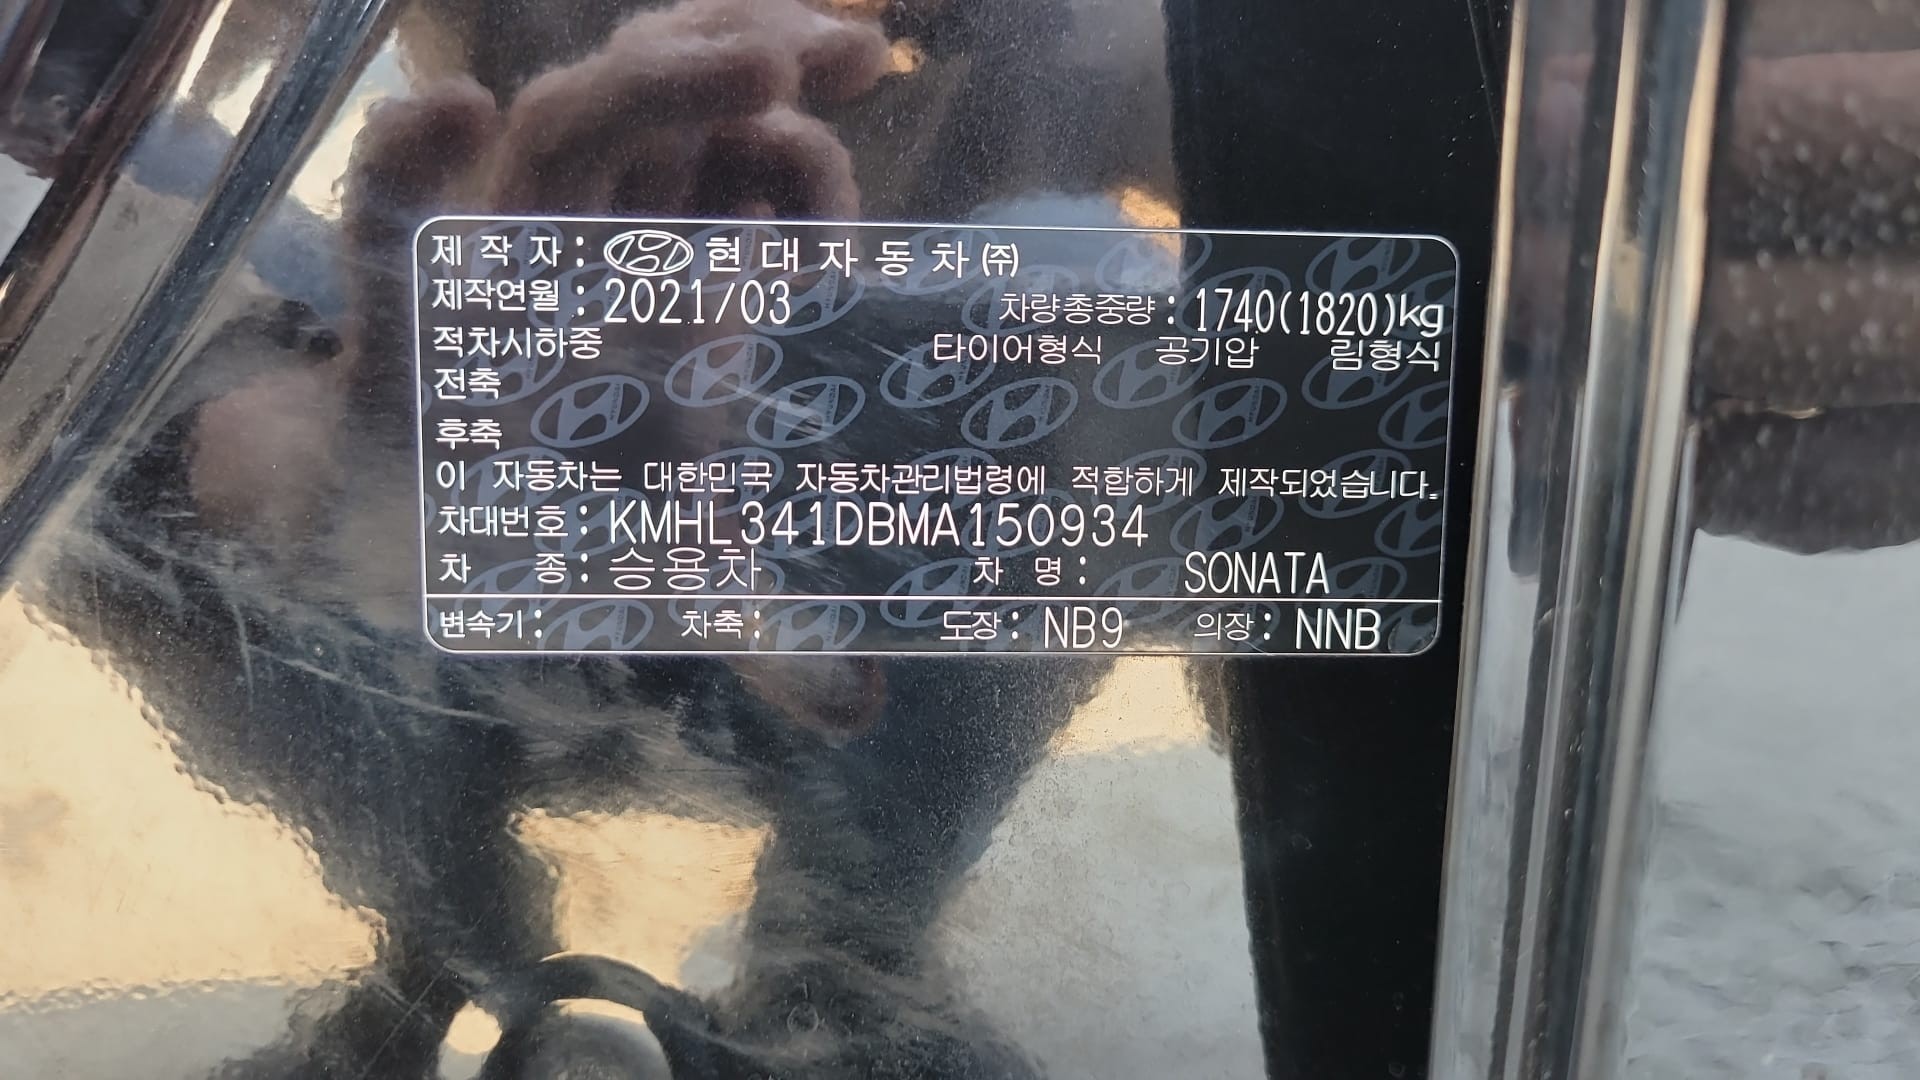 제 작 자 : 현 대 자 동 차 ㈜
제작연월 : 2021/03 차량총중량 : 1740(1820)kg
적차시하중 타이어형식 공기압 림형식
전축
후축
이 자동차는 대한민국 자동차관리법령에 적합하게 제작되었습니다.
차대번호 : KMHL341DBMA150934
차 종 : 승용차 차 명 : SONATA
변속기 : 차축 : 도장 : NB9 의장 : NNB